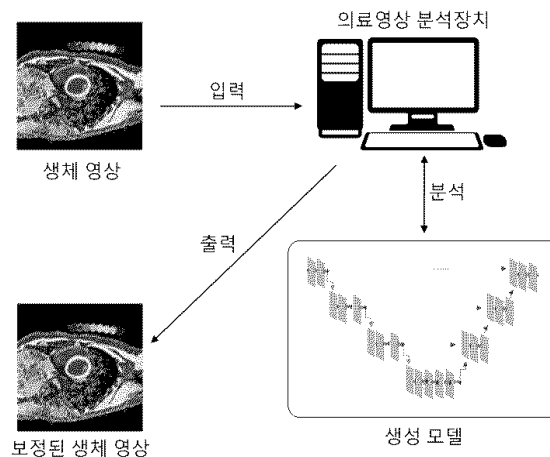 의료영상 분석장치
입력
생체 영상
분석
출력
......
보정된 생체 영상
생성 모델